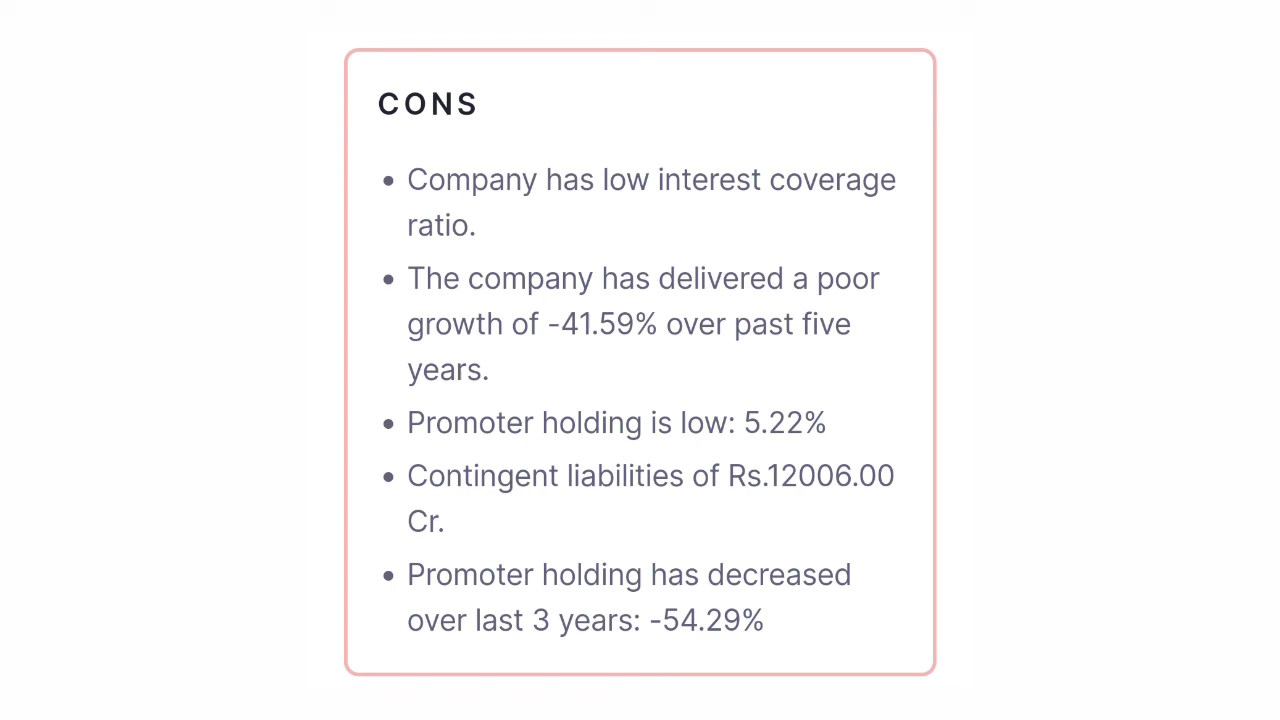 CONS
• Company has low interest coverage
ratio.
• The company has delivered a poor
growth of -41.59% over past five
years.
• Promoter holding is low: 5.22%
• Contingent liabilities of Rs.12006.00
Cr.
• Promoter holding has decreased
over last 3 years: -54.29%